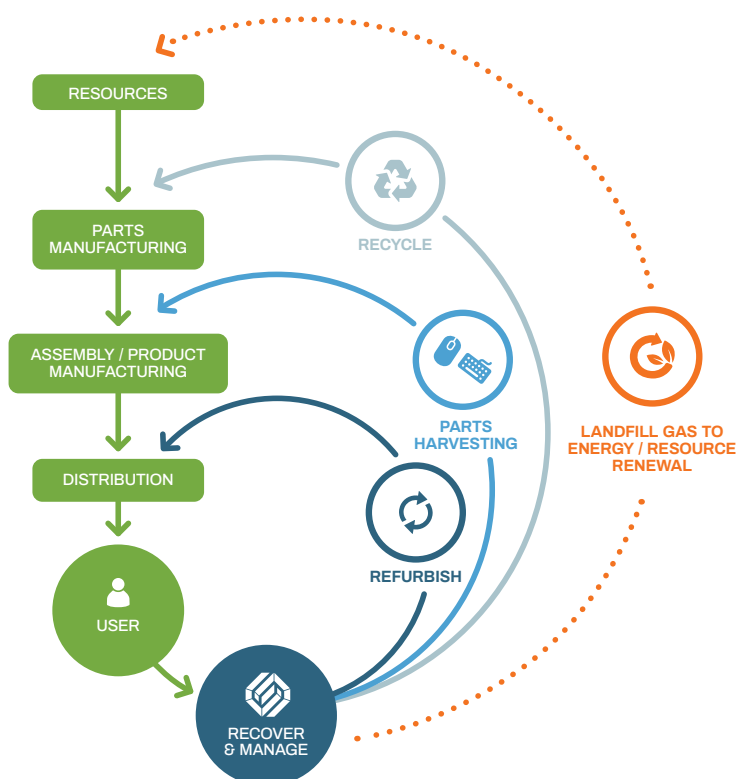 RESOURCES
RECYCLE
PARTS
MANUFACTURING
ASSEMBLY / PRODUCT
MANUFACTURING
PARTS
HARVESTING
LANDFILL GAS TO
ENERGY / RESOURCE
RENEWAL
DISTRIBUTION
REFURBISH
USER
RECOVER
& MANAGE